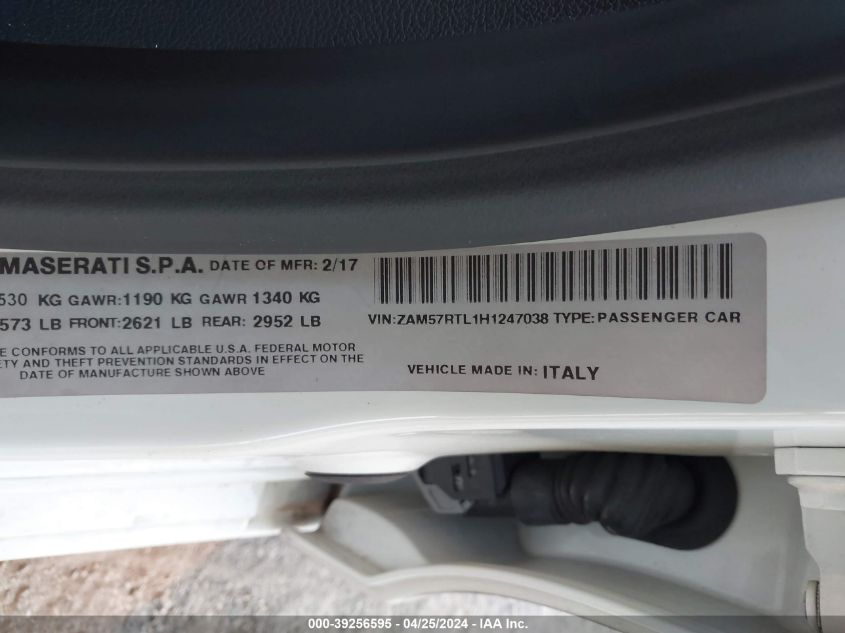 MASERATI S.P.A. DATE OF MFR: 2/17
530 KG GAWR:1190 KG GAWR 1340 KG
573 LB FRONT:2621 LB REAR: 2952 LB
E CONFORMS TO ALL APPLICABLE U.S.A. FEDERAL MOTOR
ETY AND THEFT PREVENTION STANDARDS IN EFFECT ON THE
DATE OF MANUFACTURE SHOWN ABOVE
VIN:ZAM57RTL1H1247038 TYPE:PASSENGER CAR
VEHICLE MADE IN: ITALY
000-39256595 - 04/25/2024 - IAA Inc.